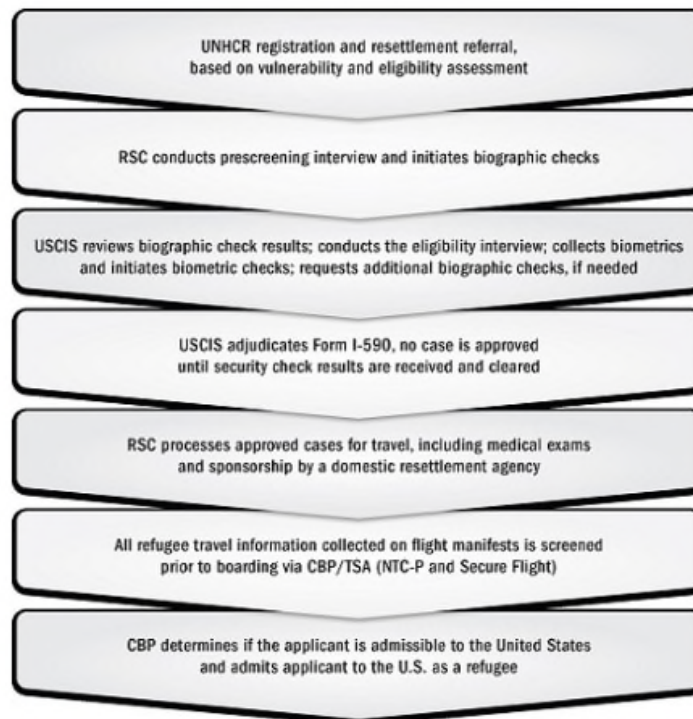 UNHCR registration and resettlement referral,
based on vulnerability and eligibility assessment
RSC conducts prescreening interview and initiates biographic checks
USCIS reviews biographic check results; conducts the eligibility interview; collects biometrics
and initiates biometric checks; requests additional biographic checks, if needed
USCIS adjudicates Form I-590, no case is approved
until security check results are received and cleared
RSC processes approved cases for travel, including medical exams
and sponsorship by a domestic resettlement agency
All refugee travel information collected on flight manifests is screened
prior to boarding via CBP/TSA (NTC-P and Secure Flight)
CBP determines if the applicant is admissible to the United States
and admits applicant to the U.S. as a refugee